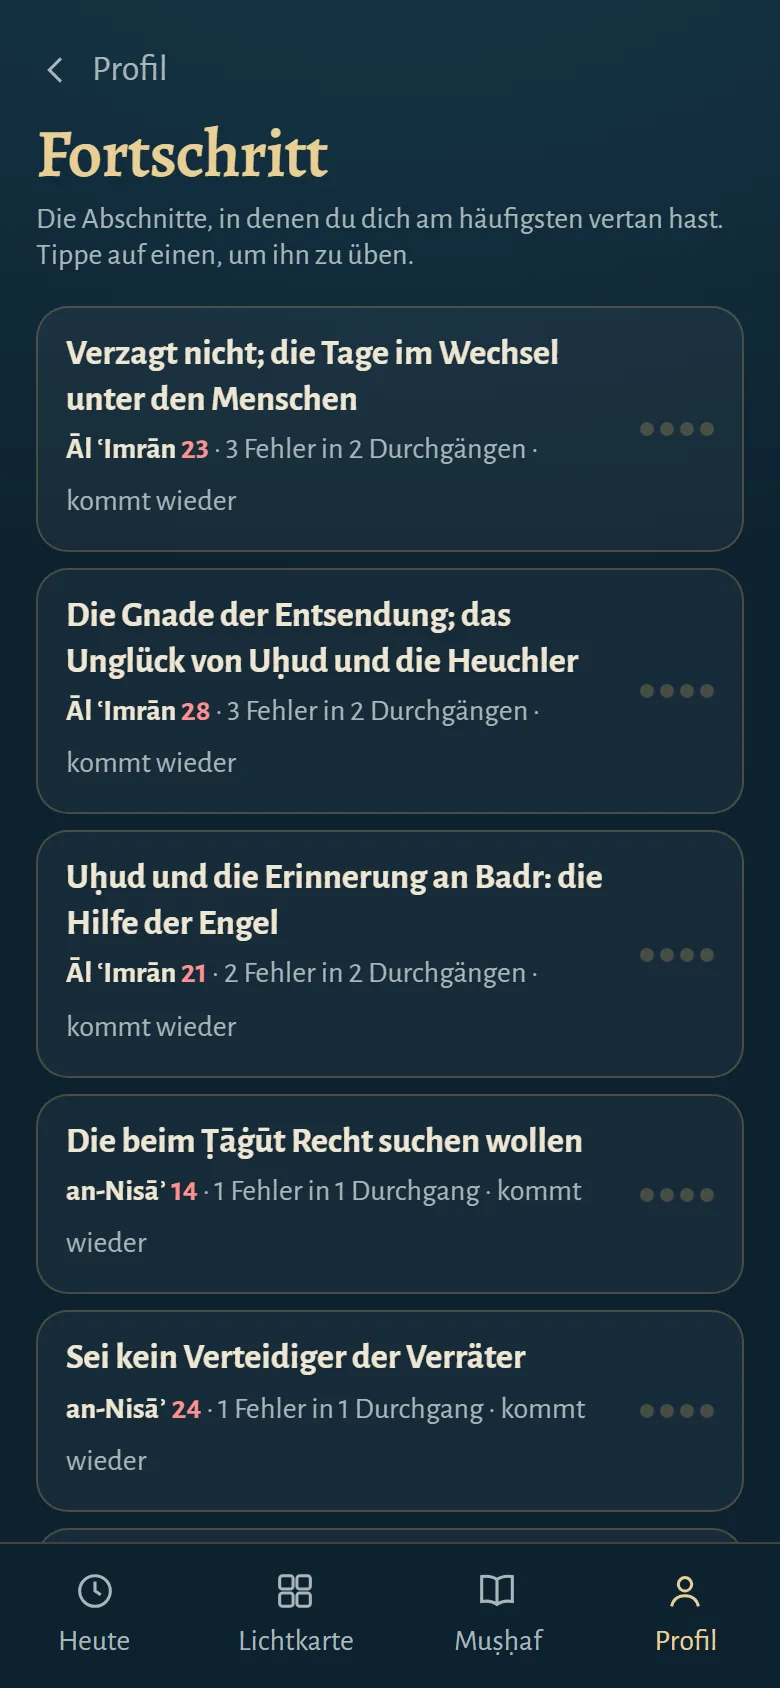 Profil
Fortschritt
Die Abschnitte, in denen du dich am häufigsten vertan hast.
Tippe auf einen, um ihn zu üben.
Verzagt nicht; die Tage im Wechsel
unter den Menschen
Āl ʿImrān 23 · 3 Fehler in 2 Durchgängen ·
kommt wieder
Die Gnade der Entsendung; das
Unglück von Uḥud und die Heuchler
Āl ʿImrān 28 · 3 Fehler in 2 Durchgängen ·
kommt wieder
Uḥud und die Erinnerung an Badr: die
Hilfe der Engel
Āl ʿImrān 21 · 2 Fehler in 2 Durchgängen ·
kommt wieder
Die beim Ṭāġūt Recht suchen wollen
an-Nisāʾ 14 · 1 Fehler in 1 Durchgang · kommt
wieder
Sei kein Verteidiger der Verräter
an-Nisāʾ 24 · 1 Fehler in 1 Durchgang · kommt
wieder
Heute
Lichtkarte
Muṣḥaf
Profil